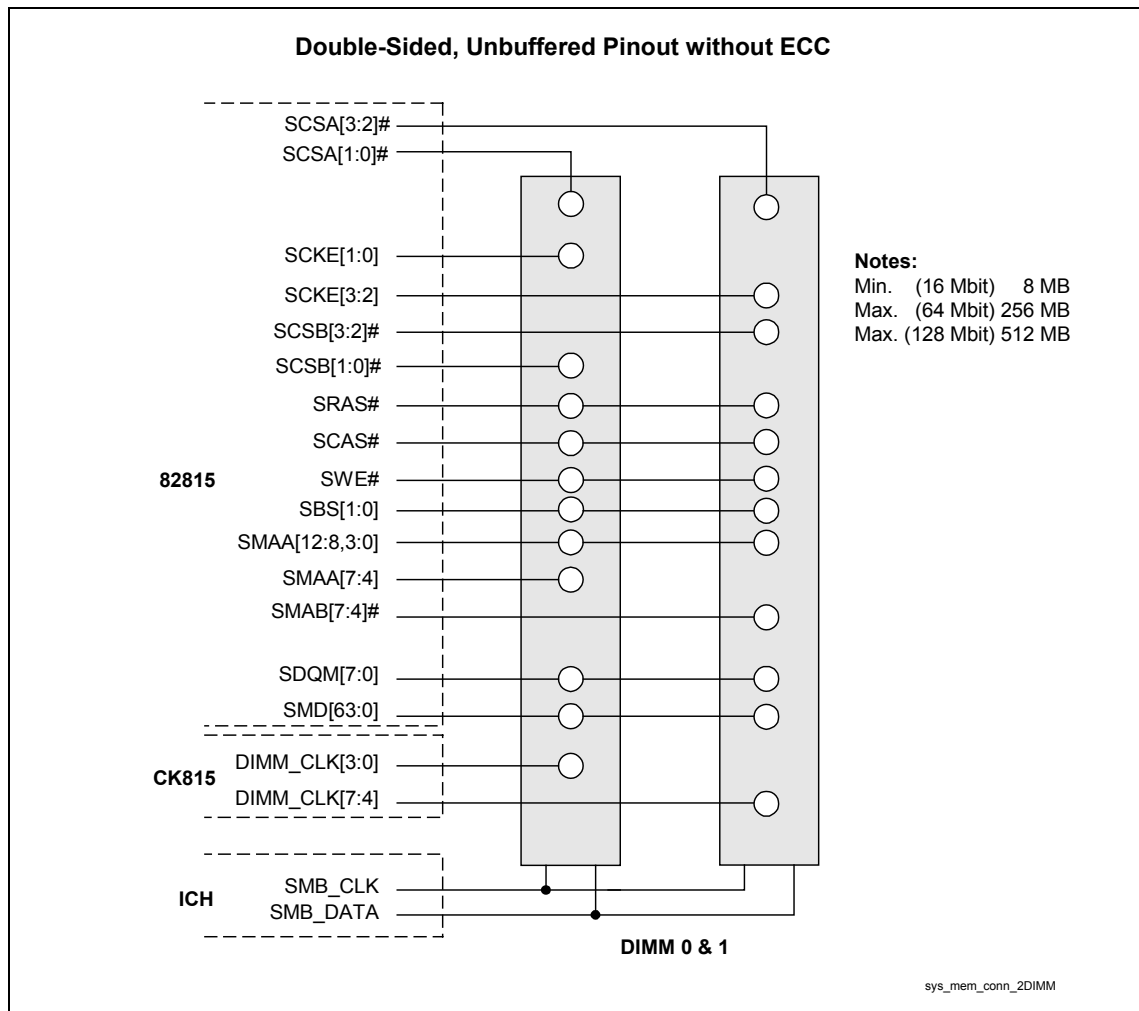 Double-Sided, Unbuffered Pinout without ECC
SCSA[3:2]#
SCSA[1:0]#
SCKE[1:0]
SCKE[3:2]
SCSB[3:2]#
SCSB[1:0]#
SRAS#
SCAS#
82815
SWE#
SBS[1:0]
SMAA[12:8,3:0]
SMAA[7:4]
SMAB[7:4]#
SDQM[7:0]
SMD[63:0]
Notes:
Min. (16 Mbit) 8 MB
Max. (64 Mbit) 256 MB
Max. (128 Mbit) 512 MB
CK815
DIMM_CLK[3:0]
DIMM_CLK[7:4]
ICH
SMB_CLK
SMB_DATA
DIMM 0 & 1
sys_mem_conn_2DIMM